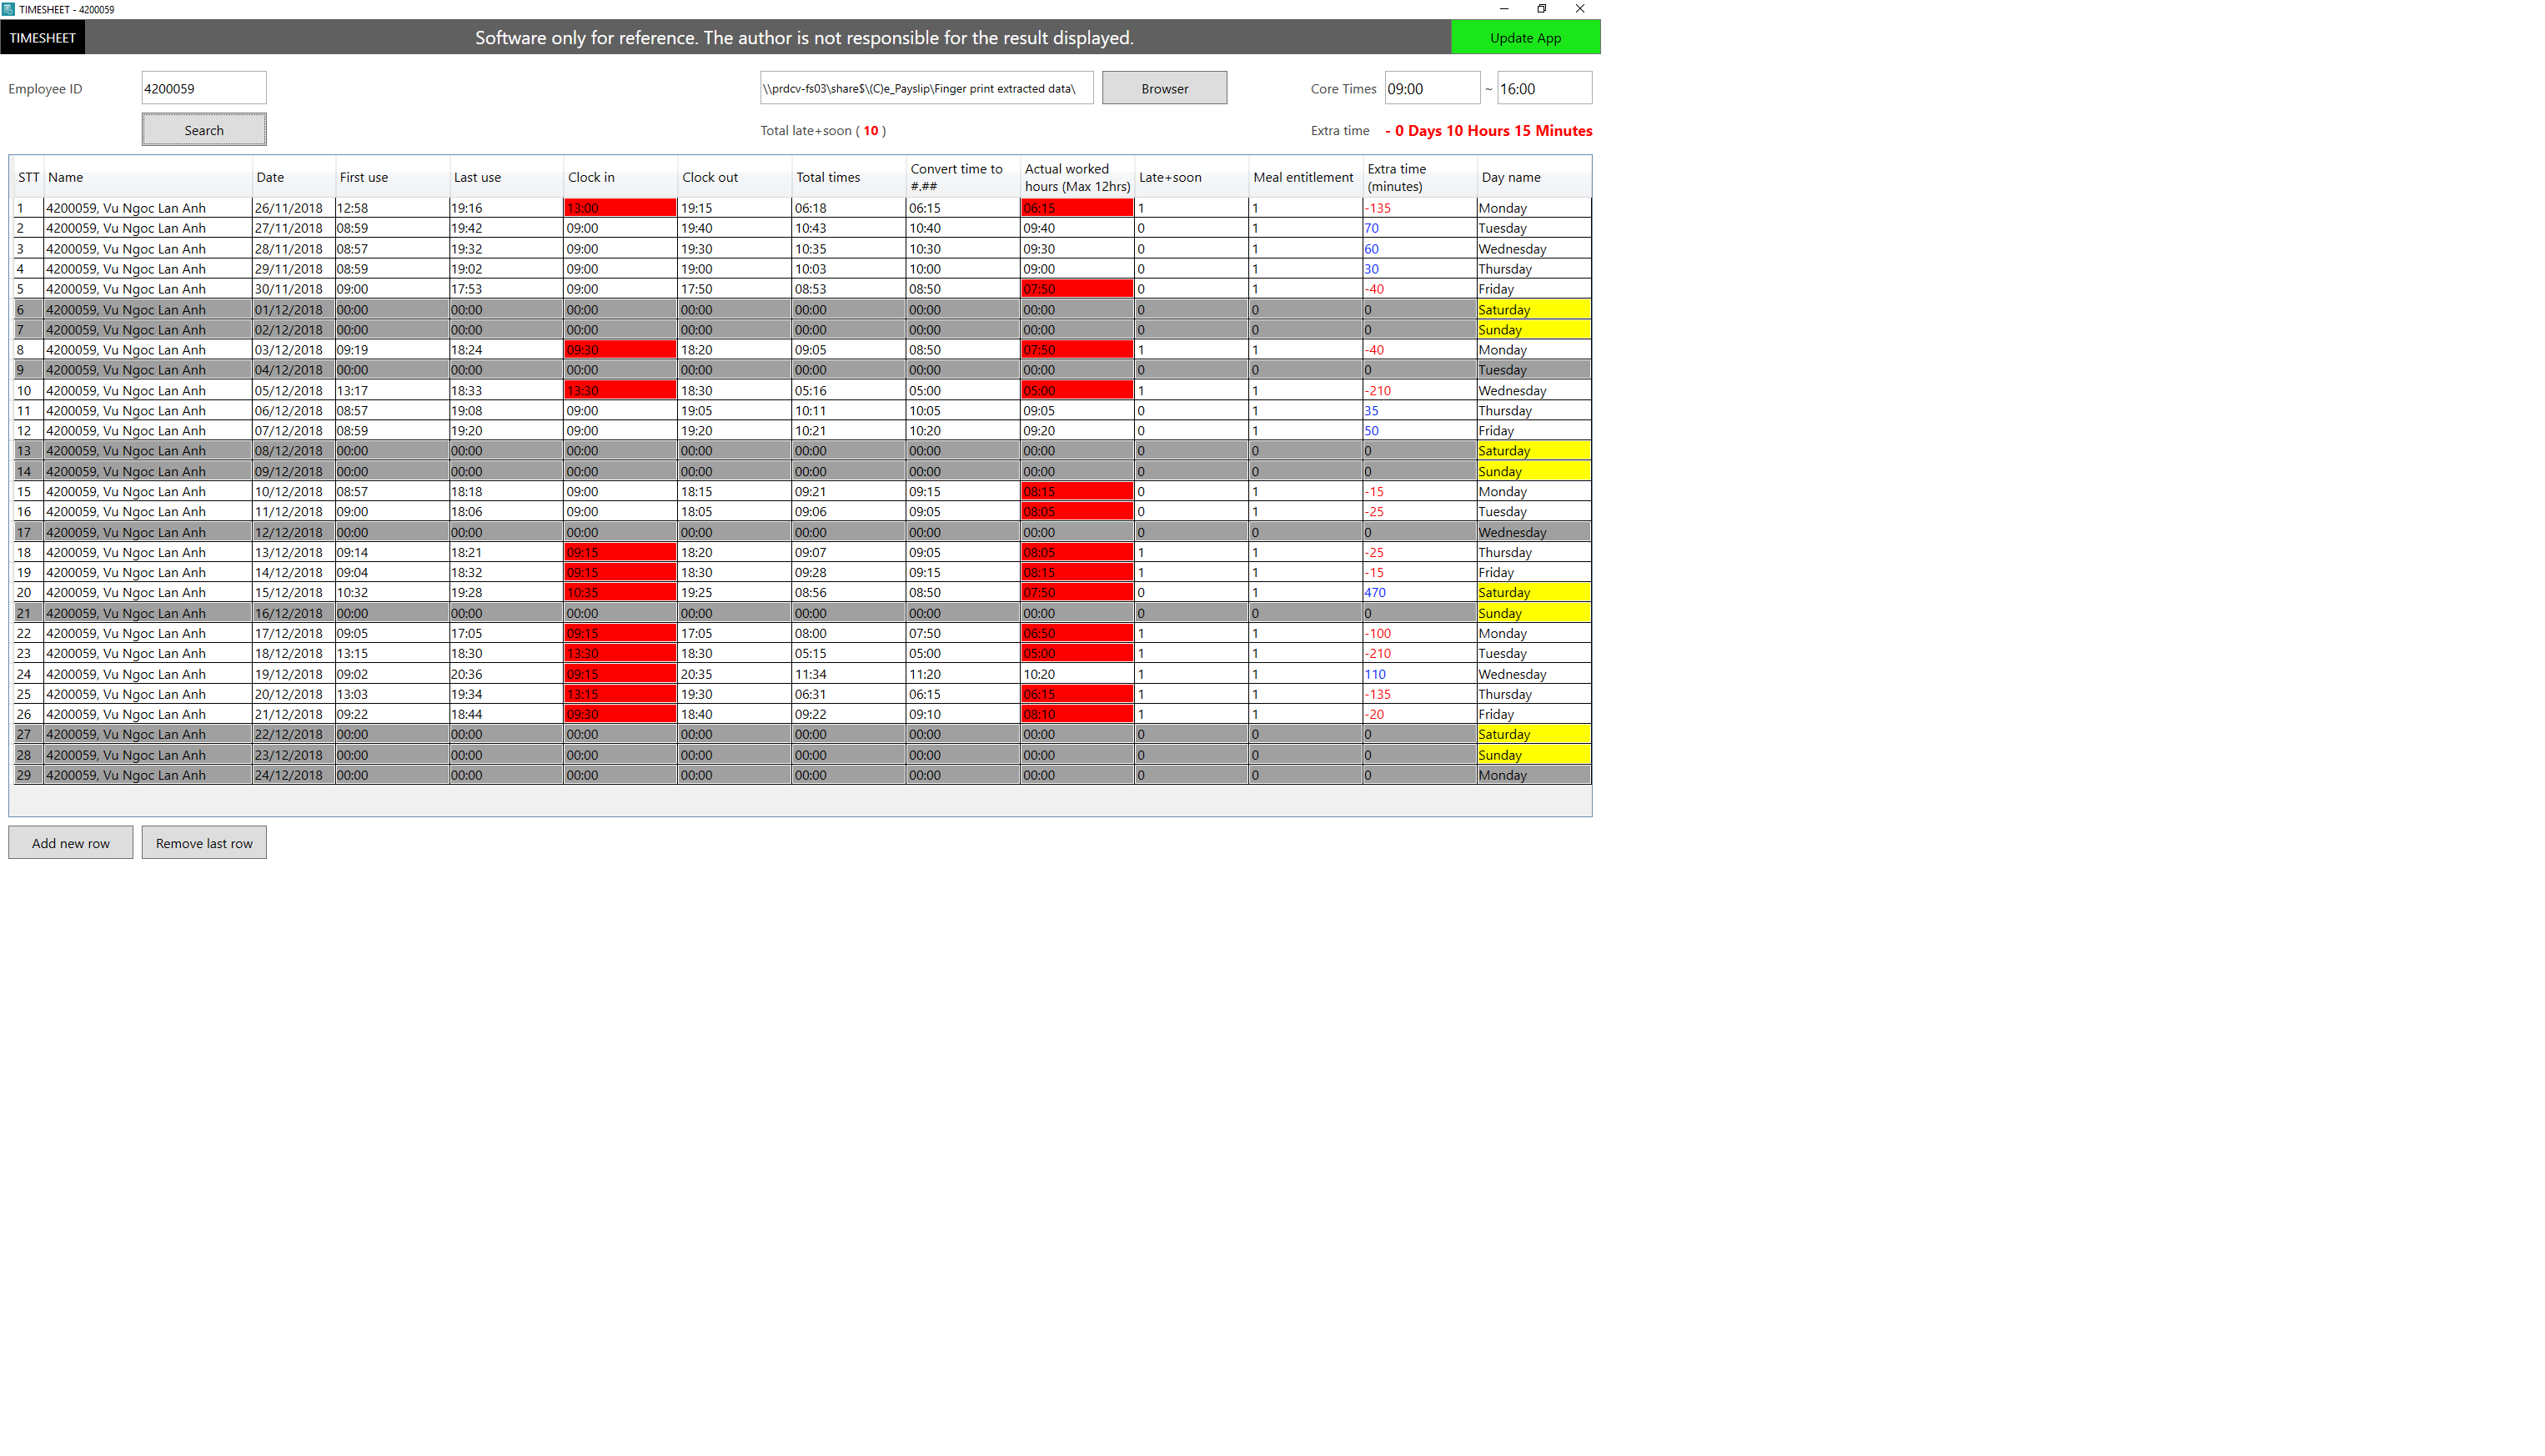 TIMESHEET - 4200059
TIMESHEET Software only for reference. The author is not responsible for the result displayed. Update App
Employee ID 4200059 \\prdcv-fs03\share$\(C)e_Payslip\Finger print extracted data\ Browser Core Times 09:00 ~ 16:00
Search Total late+soon ( 10 ) Extra time - 0 Days 10 Hours 15 Minutes
STT Name Date First use Last use Clock in Clock out Total times Convert time to #.## Actual worked hours (Max 12hrs) Late+soon Meal entitlement Extra time (minutes) Day name
1 4200059, Vu Ngoc Lan Anh 26/11/2018 12:58 19:16 13:00 19:15 06:18 06:15 06:15 1 1 -135 Monday
2 4200059, Vu Ngoc Lan Anh 27/11/2018 08:59 19:42 09:00 19:40 10:43 10:40 09:40 0 1 70 Tuesday
3 4200059, Vu Ngoc Lan Anh 28/11/2018 08:57 19:32 09:00 19:30 10:35 10:30 09:30 0 1 60 Wednesday
4 4200059, Vu Ngoc Lan Anh 29/11/2018 08:59 19:02 09:00 19:00 10:03 10:00 09:00 0 1 30 Thursday
5 4200059, Vu Ngoc Lan Anh 30/11/2018 09:00 17:53 09:00 17:50 08:53 08:50 07:50 0 1 -40 Friday
6 4200059, Vu Ngoc Lan Anh 01/12/2018 00:00 00:00 00:00 00:00 00:00 00:00 00:00 0 0 0 Saturday
7 4200059, Vu Ngoc Lan Anh 02/12/2018 00:00 00:00 00:00 00:00 00:00 00:00 00:00 0 0 0 Sunday
8 4200059, Vu Ngoc Lan Anh 03/12/2018 09:19 18:24 09:30 18:20 09:05 08:50 07:50 1 1 -40 Monday
9 4200059, Vu Ngoc Lan Anh 04/12/2018 00:00 00:00 00:00 00:00 00:00 00:00 00:00 0 0 0 Tuesday
10 4200059, Vu Ngoc Lan Anh 05/12/2018 13:17 18:33 13:30 18:30 05:16 05:00 05:00 1 1 -210 Wednesday
11 4200059, Vu Ngoc Lan Anh 06/12/2018 08:57 19:08 09:00 19:05 10:11 10:05 09:05 0 1 35 Thursday
12 4200059, Vu Ngoc Lan Anh 07/12/2018 08:59 19:20 09:00 19:20 10:21 10:20 09:20 0 1 50 Friday
13 4200059, Vu Ngoc Lan Anh 08/12/2018 00:00 00:00 00:00 00:00 00:00 00:00 00:00 0 0 0 Saturday
14 4200059, Vu Ngoc Lan Anh 09/12/2018 00:00 00:00 00:00 00:00 00:00 00:00 00:00 0 0 0 Sunday
15 4200059, Vu Ngoc Lan Anh 10/12/2018 08:57 18:18 09:00 18:15 09:21 09:15 08:15 0 1 -15 Monday
16 4200059, Vu Ngoc Lan Anh 11/12/2018 09:00 18:06 09:00 18:05 09:06 09:05 08:05 0 1 -25 Tuesday
17 4200059, Vu Ngoc Lan Anh 12/12/2018 00:00 00:00 00:00 00:00 00:00 00:00 00:00 0 0 0 Wednesday
18 4200059, Vu Ngoc Lan Anh 13/12/2018 09:14 18:21 09:15 18:20 09:07 09:05 08:05 1 1 -25 Thursday
19 4200059, Vu Ngoc Lan Anh 14/12/2018 09:04 18:32 09:15 18:30 09:28 09:15 08:15 1 1 -15 Friday
20 4200059, Vu Ngoc Lan Anh 15/12/2018 10:32 19:28 10:35 19:25 08:56 08:50 07:50 0 1 470 Saturday
21 4200059, Vu Ngoc Lan Anh 16/12/2018 00:00 00:00 00:00 00:00 00:00 00:00 00:00 0 0 0 Sunday
22 4200059, Vu Ngoc Lan Anh 17/12/2018 09:05 17:05 09:15 17:05 08:00 07:50 06:50 1 1 -100 Monday
23 4200059, Vu Ngoc Lan Anh 18/12/2018 13:15 18:30 13:30 18:30 05:15 05:00 05:00 1 1 -210 Tuesday
24 4200059, Vu Ngoc Lan Anh 19/12/2018 09:02 20:36 09:15 20:35 11:34 11:20 10:20 1 1 110 Wednesday
25 4200059, Vu Ngoc Lan Anh 20/12/2018 13:03 19:34 13:15 19:30 06:31 06:15 06:15 1 1 -135 Thursday
26 4200059, Vu Ngoc Lan Anh 21/12/2018 09:22 18:44 09:30 18:40 09:22 09:10 08:10 1 1 -20 Friday
27 4200059, Vu Ngoc Lan Anh 22/12/2018 00:00 00:00 00:00 00:00 00:00 00:00 00:00 0 0 0 Saturday
28 4200059, Vu Ngoc Lan Anh 23/12/2018 00:00 00:00 00:00 00:00 00:00 00:00 00:00 0 0 0 Sunday
29 4200059, Vu Ngoc Lan Anh 24/12/2018 00:00 00:00 00:00 00:00 00:00 00:00 00:00 0 0 0 Monday
Add new row Remove last row